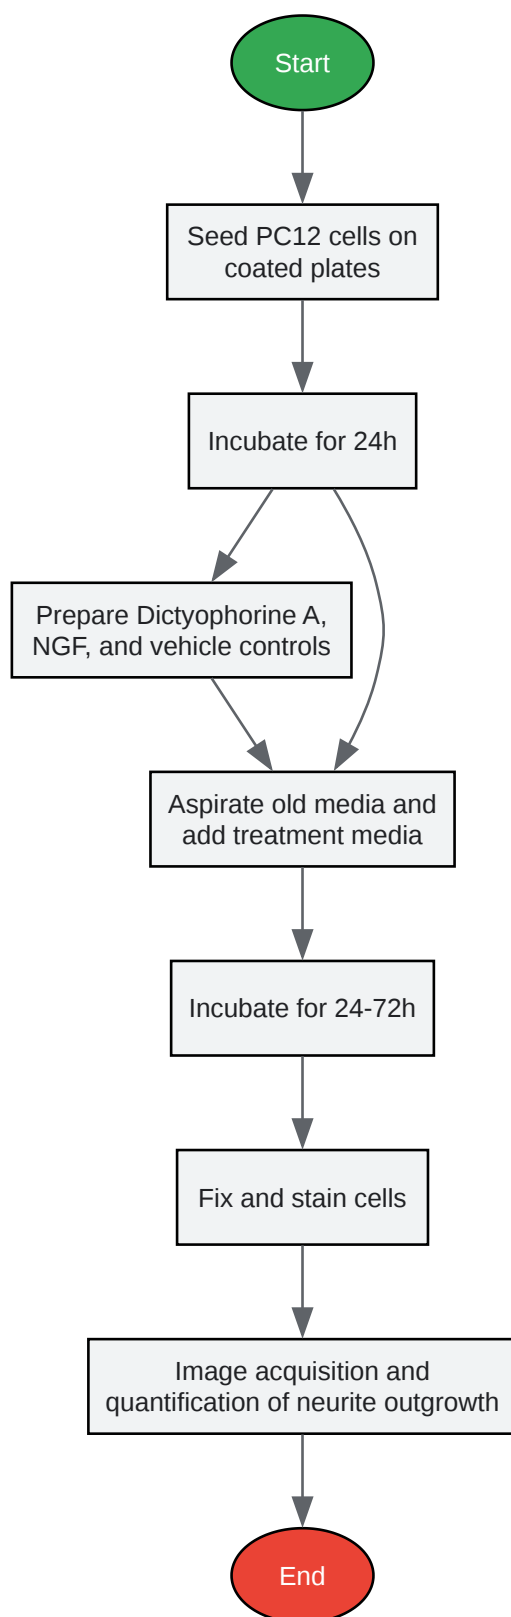 Start
Seed PC12 cells on
coated plates
Incubate for 24h
Prepare Dictyophorine A,
NGF, and vehicle controls
Aspirate old media and
add treatment media
Incubate for 24-72h
Fix and stain cells
Image acquisition and
quantification of neurite outgrowth
End